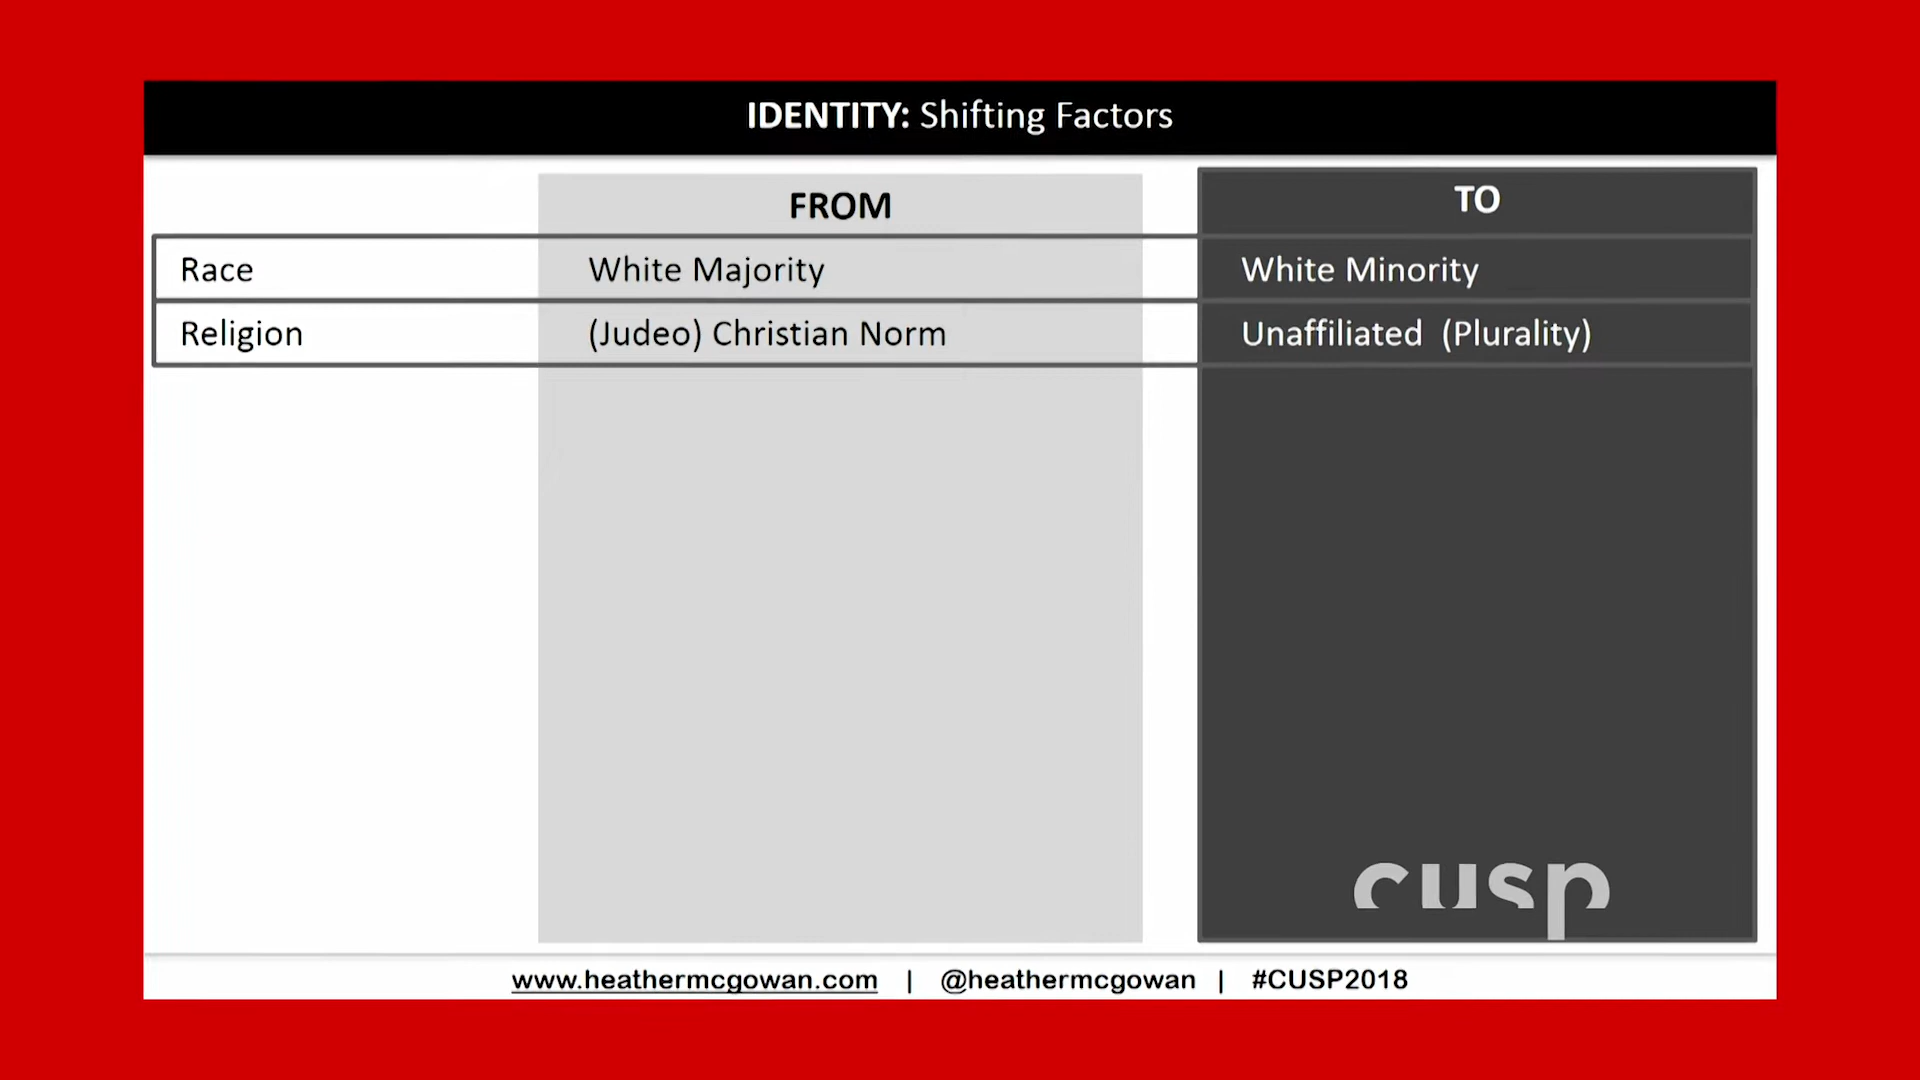 IDENTITY: Shifting Factors
FROM TO
Race White Majority White Minority
Religion (Judeo) Christian Norm Unaffiliated (Plurality)
cusp
www.heathermcgowan.com | @heathermcgowan | #CUSP2018